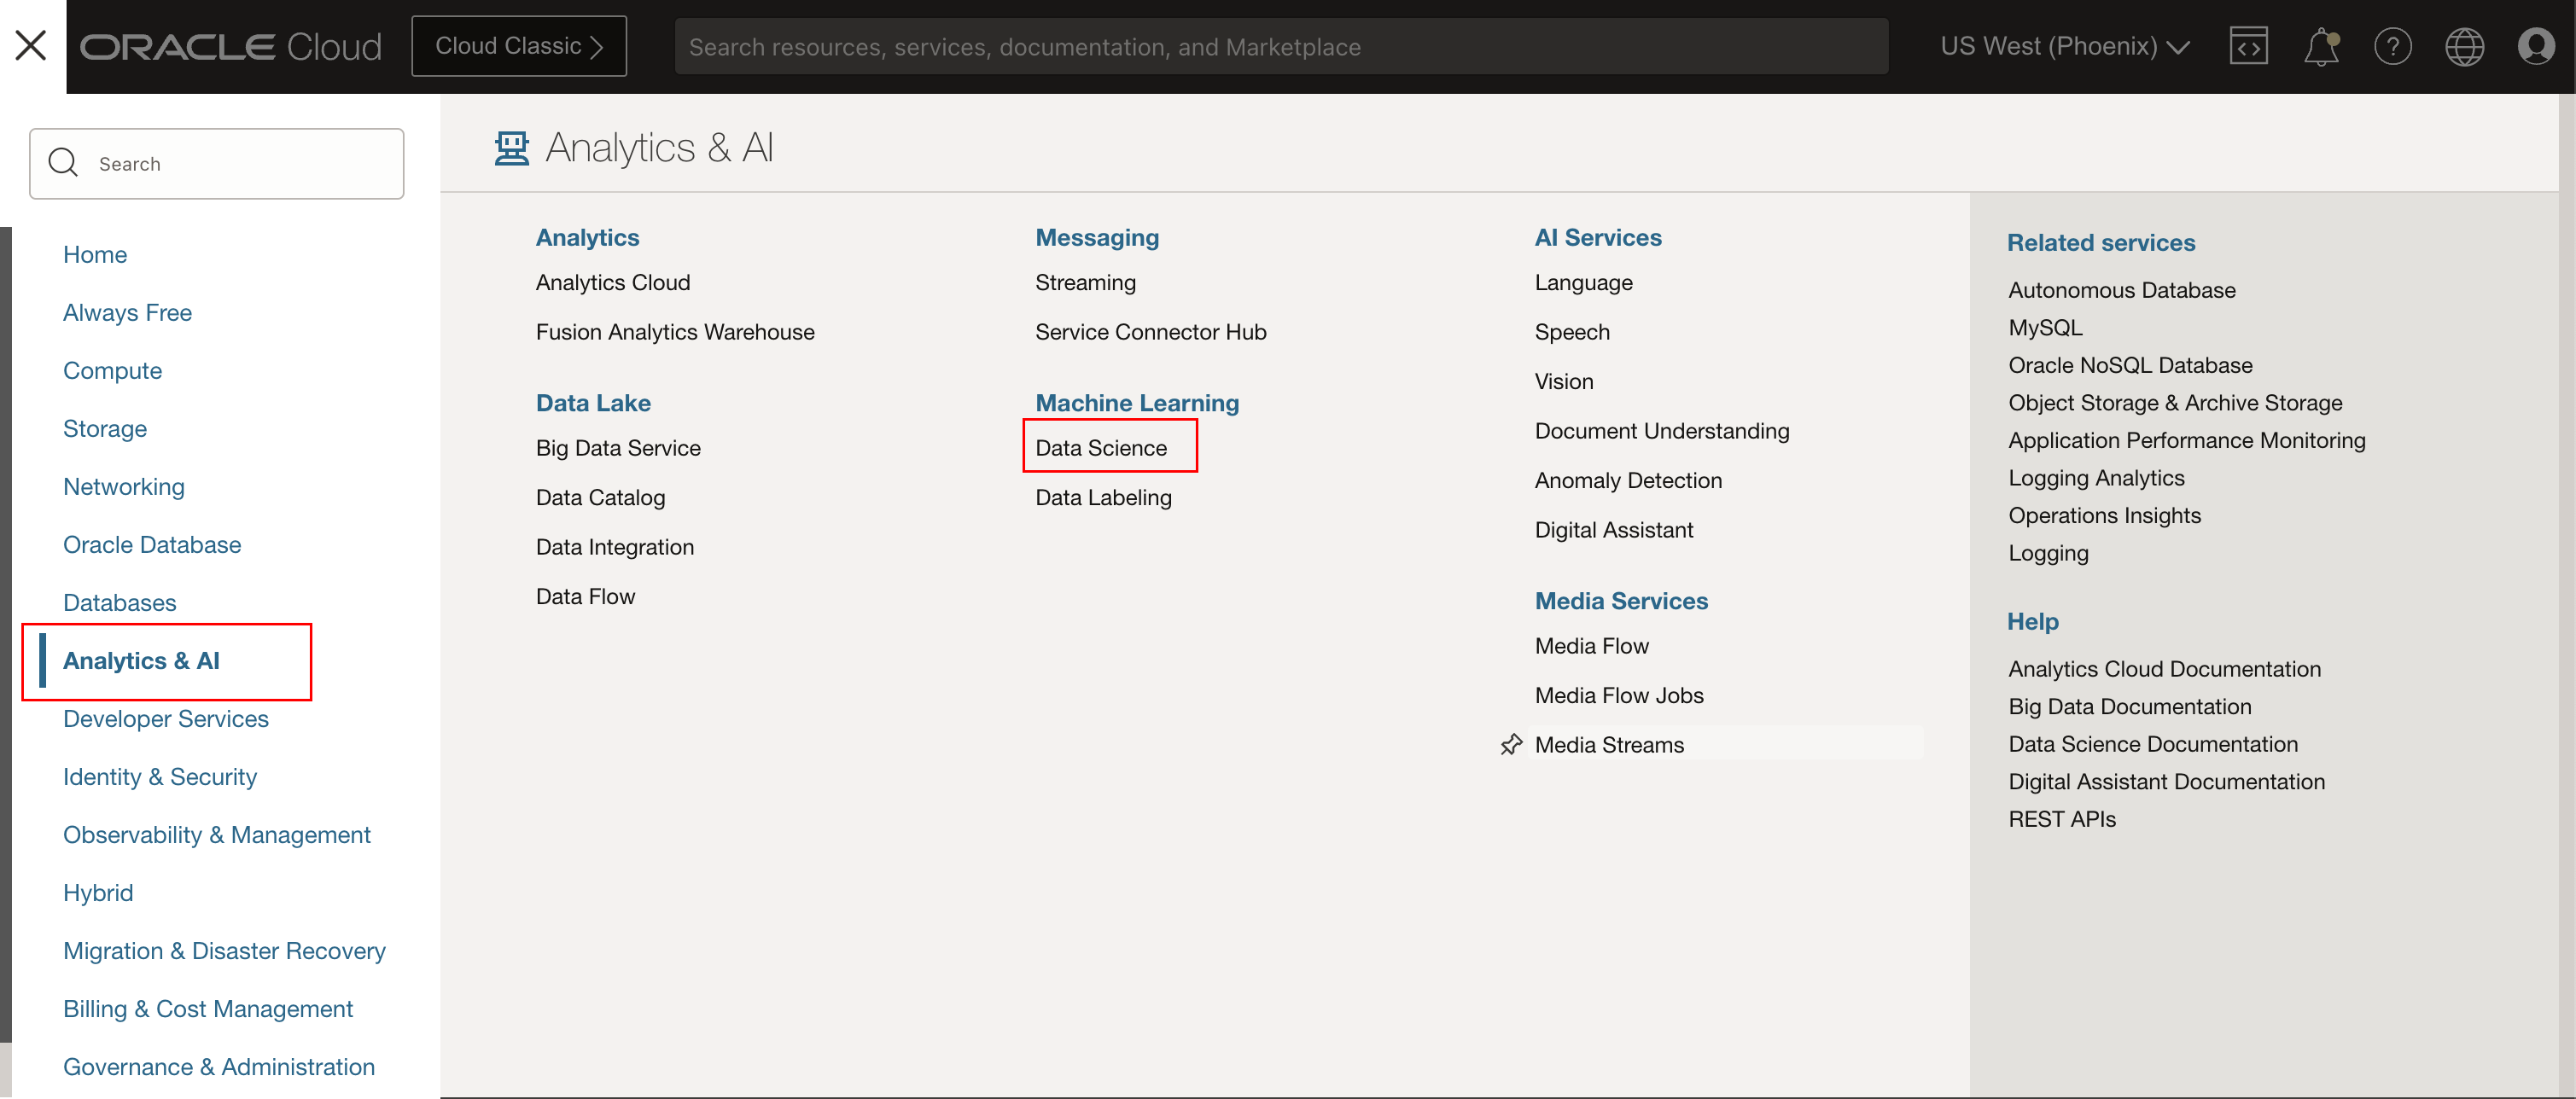 ORACLE Cloud
Cloud Classic
Search resources, services, documentation, and Marketplace
US West (Phoenix)
Search
Home
Always Free
Compute
Storage
Networking
Oracle Database
Databases
Analytics & AI
Developer Services
Identity & Security
Observability & Management
Hybrid
Migration & Disaster Recovery
Billing & Cost Management
Governance & Administration
Analytics & AI
Analytics
Analytics Cloud
Fusion Analytics Warehouse
Data Lake
Big Data Service
Data Catalog
Data Integration
Data Flow
Messaging
Streaming
Service Connector Hub
Machine Learning
Data Science
Data Labeling
AI Services
Language
Speech
Vision
Document Understanding
Anomaly Detection
Digital Assistant
Media Services
Media Flow
Media Flow Jobs
Media Streams
Related services
Autonomous Database
MySQL
Oracle NoSQL Database
Object Storage & Archive Storage
Application Performance Monitoring
Logging Analytics
Operations Insights
Logging
Help
Analytics Cloud Documentation
Big Data Documentation
Data Science Documentation
Digital Assistant Documentation
REST APIs